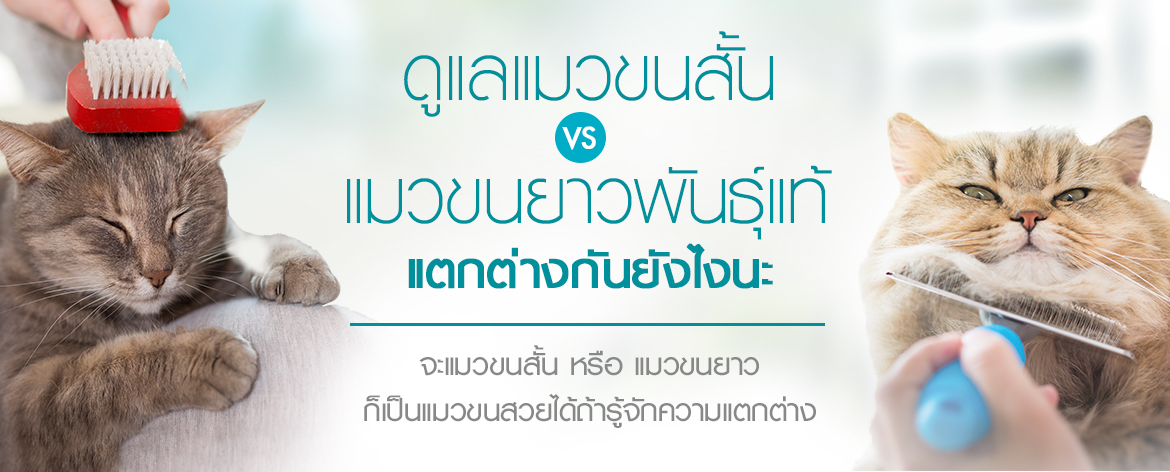 ดูแลแมวขนสั้น
VS
แมวขนยาวพันธุ์แท้
แตกต่างกันยังไงนะ
จะแมวขนสั้น หรือ แมวขนยาว
ก็เป็นแมวขนสวยได้ถ้ารู้จักความแตกต่าง